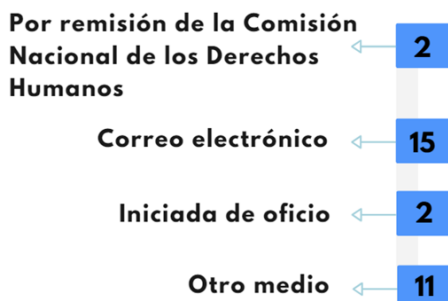 Por remisión de la Comisión
Nacional de los Derechos
Humanos
2
Correo electrónico
15
Iniciada de oficio
2
Otro medio
11